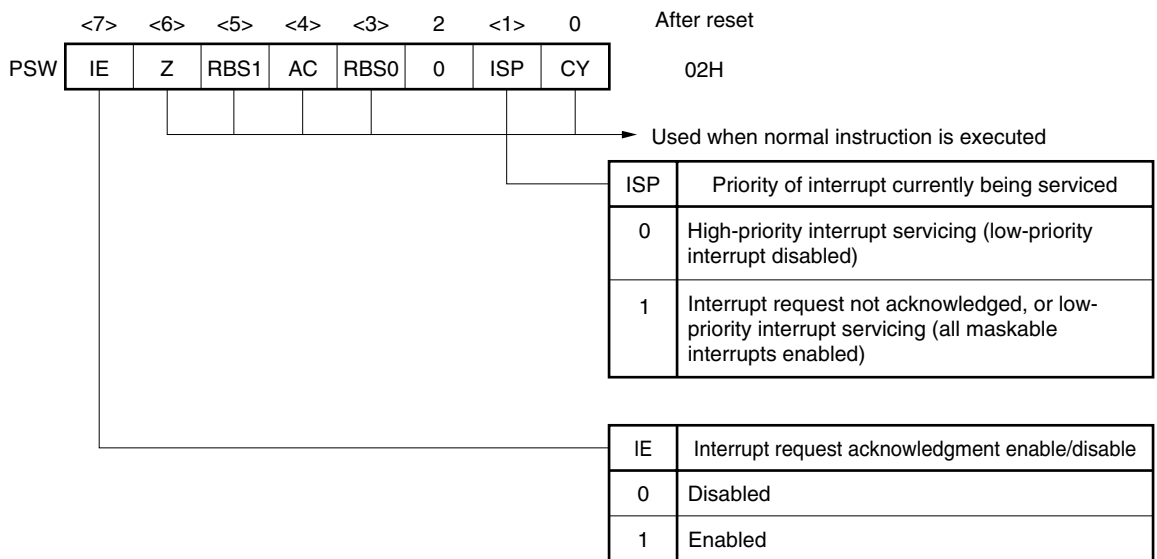 <7> <6> <5> <4> <3> 2 <1> 0 After reset
PSW IE Z RBS1 AC RBS0 0 ISP CY 02H
Used when normal instruction is executed
ISP Priority of interrupt currently being serviced
0 High-priority interrupt servicing (low-priority
interrupt disabled)
1 Interrupt request not acknowledged, or low-
priority interrupt servicing (all maskable
interrupts enabled)
IE Interrupt request acknowledgment enable/disable
0 Disabled
1 Enabled